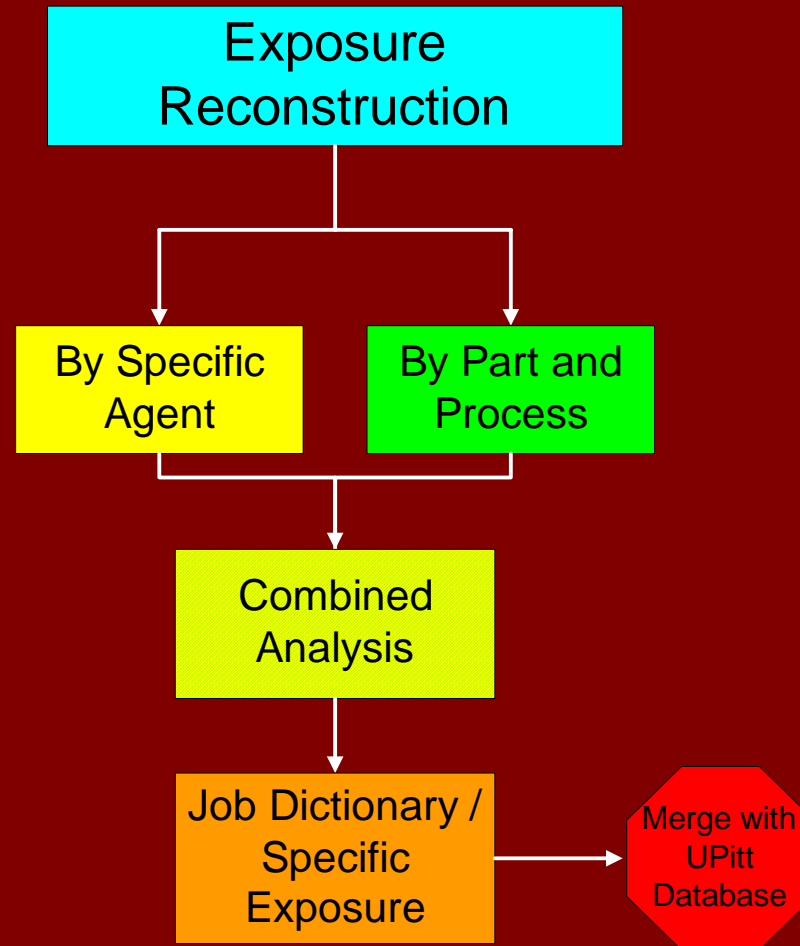 Exposure
Reconstruction
By Specific
Agent
By Part and
Process
Combined
Analysis
Job Dictionary /
Specific
Exposure
Merge with
UPitt
Database